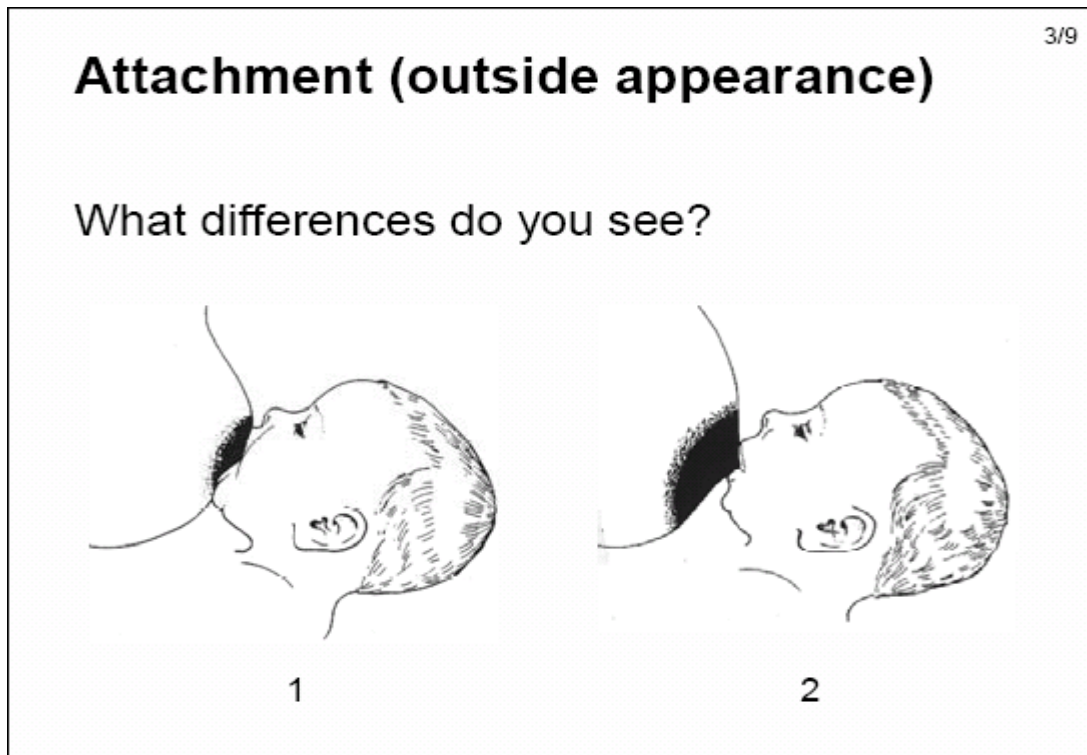 3/9
Attachment (outside appearance)
What differences do you see?
1
2